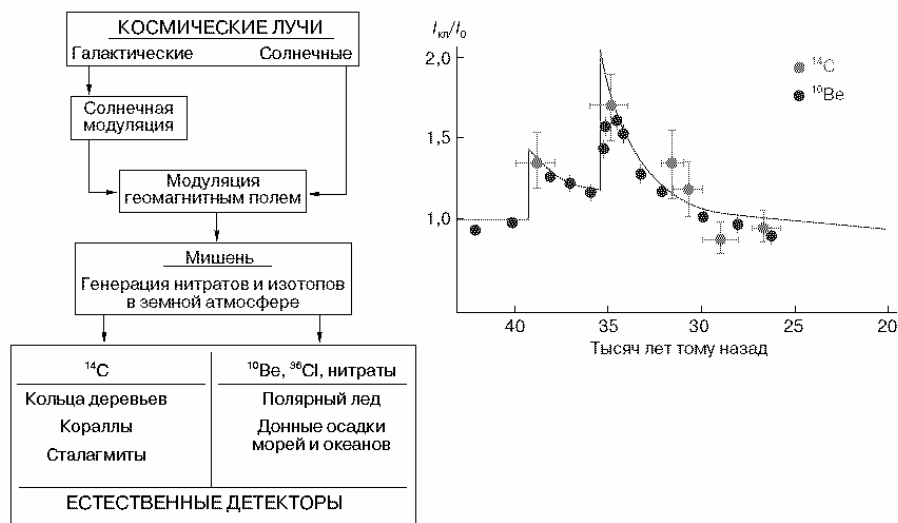 КОСМИЧЕСКИЕ ЛУЧИ
Галактические Солнечные
Солнечная
модуляция
Модуляция
геомагнитным полем
Мишень
Генерация нитратов и изотопов
в земной атмосфере
¹⁴C
Кольца деревьев
Кораллы
Сталагмиты
¹⁰Be, ³⁶Cl, нитраты
Полярный лед
Донные осадки
морей и океанов
ЕСТЕСТВЕННЫЕ ДЕТЕКТОРЫ
Iкл/I₀
2,0
1,5
1,0
¹⁴C
¹⁰Be
40 35 30 25 20
Тысяч лет тому назад